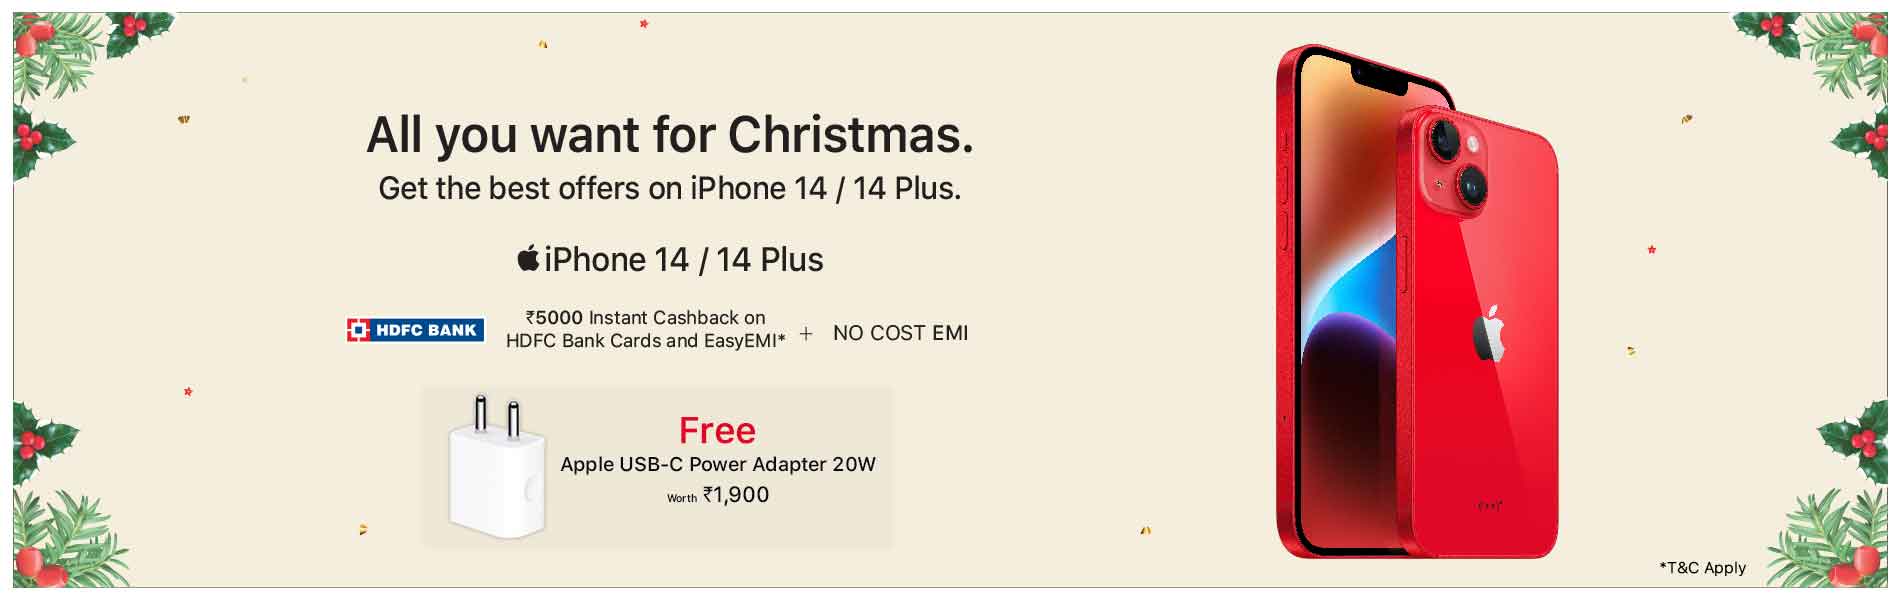 All you want for Christmas.
Get the best offers on iPhone 14 / 14 Plus.
iPhone 14 / 14 Plus
HDFC BANK
₹5000 Instant Cashback on
HDFC Bank Cards and EasyEMI*
+
NO COST EMI
Free
Apple USB-C Power Adapter 20W
Worth ₹1,900
*T&C Apply